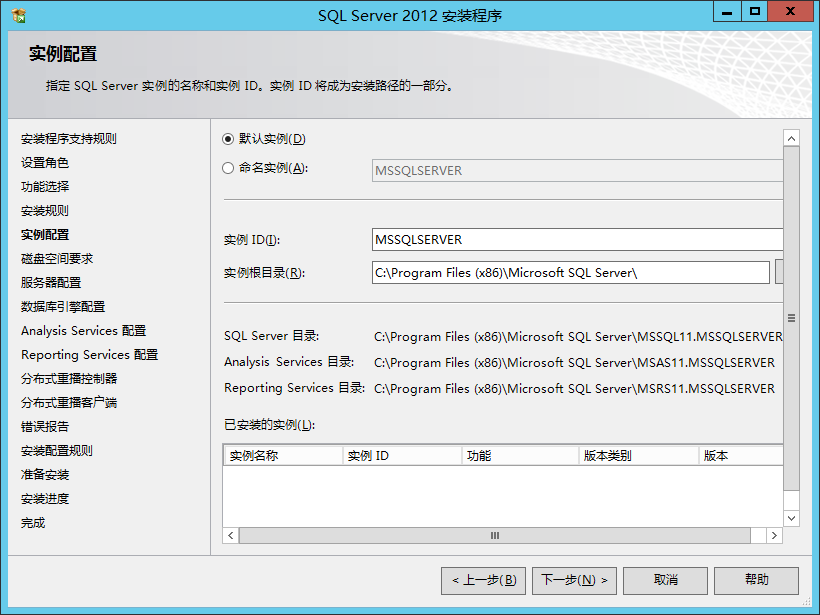 SQL Server 2012 安装程序
实例配置
指定 SQL Server 实例的名称和实例 ID。实例 ID 将成为安装路径的一部分。
安装程序支持规则
设置角色
功能选择
安装规则
实例配置
磁盘空间要求
服务器配置
数据库引擎配置
Analysis Services 配置
Reporting Services 配置
分布式重播控制器
分布式重播客户端
错误报告
安装配置规则
准备安装
安装进度
完成
默认实例(D)
命名实例(A): MSSQLSERVER
实例 ID(I): MSSQLSERVER
实例根目录(R): C:\Program Files (x86)\Microsoft SQL Server\
SQL Server 目录: C:\Program Files (x86)\Microsoft SQL Server\MSSQL11.MSSQLSERVER
Analysis Services 目录: C:\Program Files (x86)\Microsoft SQL Server\MSAS11.MSSQLSERVER
Reporting Services 目录: C:\Program Files (x86)\Microsoft SQL Server\MSRS11.MSSQLSERVER
已安装的实例(L):
实例名称 实例 ID 功能 版本类别 版本
< 上一步(B) 下一步(N) > 取消 帮助